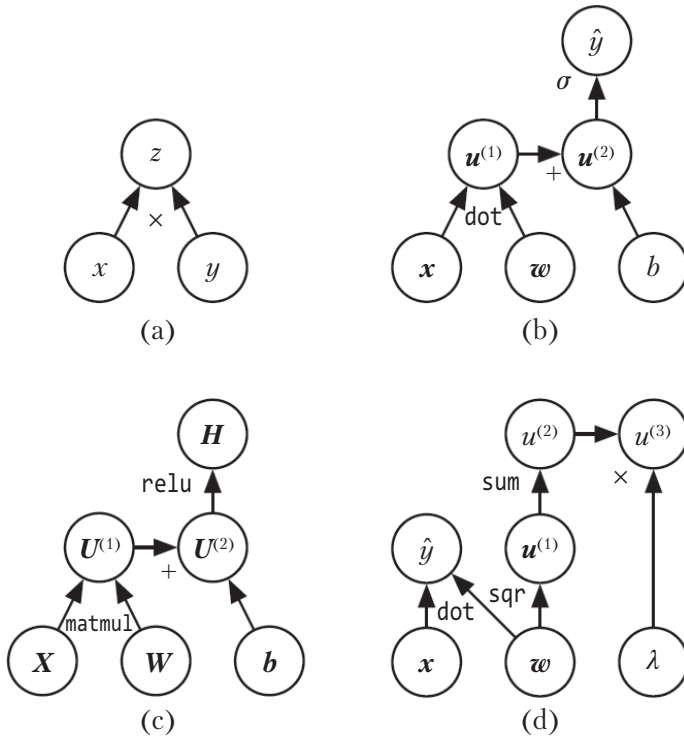 z
×
x y
(a)
ŷ
σ
u⁽¹⁾ u⁽²⁾
+
dot
x w b
(b)
H
relu
U⁽¹⁾ U⁽²⁾
+
matmul
X W b
(c)
u⁽²⁾ u⁽³⁾
×
sum
ŷ u⁽¹⁾
dot sqr
x w λ
(d)